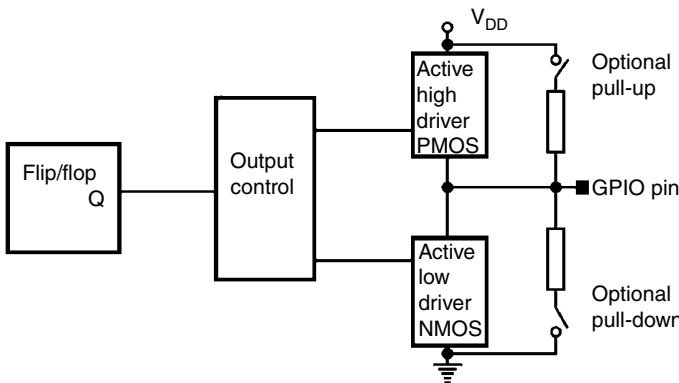 V_DD
Optional
pull-up
Active
high
driver
PMOS
Flip/flop
Q
Output
control
GPIO pin
Active
low
driver
NMOS
Optional
pull-down